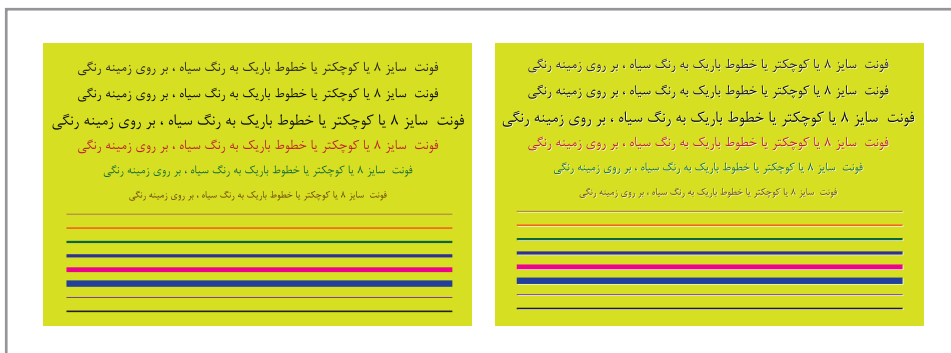 فونت سایز ۸ یا کوچکتر یا خطوط باریک به رنگ سیاه ، بر روی زمینه رنگی
فونت سایز ۸ یا کوچکتر یا خطوط باریک به رنگ سیاه ، بر روی زمینه رنگی
فونت سایز ۸ یا کوچکتر یا خطوط باریک به رنگ سیاه ، بر روی زمینه رنگی
فونت سایز ۸ یا کوچکتر یا خطوط باریک به رنگ سیاه ، بر روی زمینه رنگی
فونت سایز ۸ یا کوچکتر یا خطوط باریک به رنگ سیاه ، بر روی زمینه رنگی
فونت سایز ۸ یا کوچکتر یا خطوط باریک به رنگ سیاه ، بر روی زمینه رنگی
فونت سایز ۸ یا کوچکتر یا خطوط باریک به رنگ سیاه ، بر روی زمینه رنگی
فونت سایز ۸ یا کوچکتر یا خطوط باریک به رنگ سیاه ، بر روی زمینه رنگی
فونت سایز ۸ یا کوچکتر یا خطوط باریک به رنگ سیاه ، بر روی زمینه رنگی
فونت سایز ۸ یا کوچکتر یا خطوط باریک به رنگ سیاه ، بر روی زمینه رنگی
فونت سایز ۸ یا کوچکتر یا خطوط باریک به رنگ سیاه ، بر روی زمینه رنگی
فونت سایز ۸ یا کوچکتر یا خطوط باریک به رنگ سیاه ، بر روی زمینه رنگی